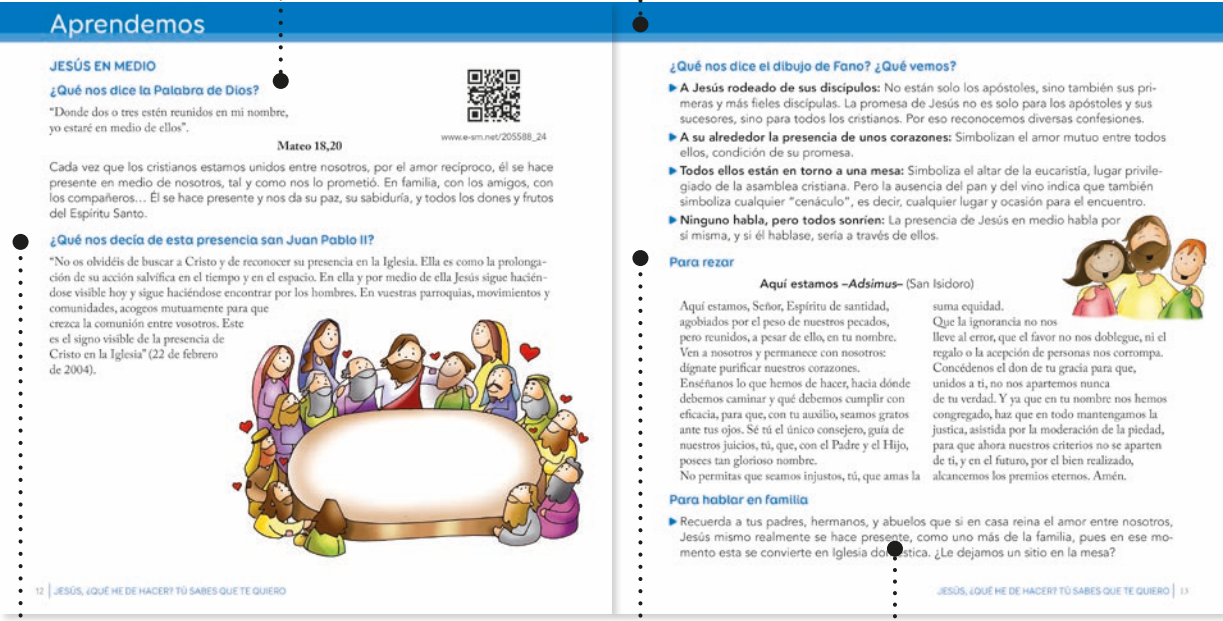 Aprendemos
JESÚS EN MEDIO
¿Qué nos dice la Palabra de Dios?
“Donde dos o tres estén reunidos en mi nombre,
yo estaré en medio de ellos”.
www.e-sm.net/205588_24
Mateo 18,20
Cada vez que los cristianos estamos unidos entre nosotros, por el amor recíproco, él se hace
presente en medio de nosotros, tal y como nos lo prometió. En familia, con los amigos, con
los compañeros… Él se hace presente y nos da su paz, su sabiduría, y todos los dones y frutos
del Espíritu Santo.
¿Qué nos decía de esta presencia san Juan Pablo II?
“No os olvidéis de buscar a Cristo y de reconocer su presencia en la Iglesia. Ella es como la prolonga-
ción de su acción salvífica en el tiempo y en el espacio. En ella y por medio de ella Jesús sigue hacién-
dose visible hoy y sigue haciéndose encontrar por los hombres. En vuestras parroquias, movimientos y
comunidades, acogeos mutuamente para que
crezca la comunión entre vosotros. Este
es el signo visible de la presencia de
Cristo en la Iglesia” (22 de febrero
de 2004).
12 | JESÚS, ¿QUÉ HE DE HACER? TÚ SABES QUE TE QUIERO
¿Qué nos dice el dibujo de Fano? ¿Qué vemos?
A Jesús rodeado de sus discípulos: No están solo los apóstoles, sino también sus pri-
meras y más fieles discípulas. La promesa de Jesús no es solo para los apóstoles y sus
sucesores, sino para todos los cristianos. Por eso reconocemos diversas confesiones.
A su alrededor la presencia de unos corazones: Simbolizan el amor mutuo entre todos
ellos, condición de su promesa.
Todos ellos están en torno a una mesa: Simboliza el altar de la eucaristía, lugar privile-
giado de la asamblea cristiana. Pero la ausencia del pan y del vino indica que también
simboliza cualquier “cenáculo”, es decir, cualquier lugar y ocasión para el encuentro.
Ninguno habla, pero todos sonríen: La presencia de Jesús en medio habla por
sí misma, y si él hablase, sería a través de ellos.
Para rezar
Aquí estamos –Adsimus– (San Isidoro)
Aquí estamos, Señor, Espíritu de santidad,
agobiados por el peso de nuestros pecados,
pero reunidos, a pesar de ello, en tu nombre.
Ven a nosotros y permanece con nosotros:
dígnate purificar nuestros corazones.
Enséñanos lo que hemos de hacer, hacia dónde
debemos caminar y qué debemos cumplir con
eficacia, para que, con tu auxilio, seamos gratos
ante tus ojos. Sé tú el único consejero, guía de
nuestros juicios, tú, que, con el Padre y el Hijo,
posees tan glorioso nombre.
No permitas que seamos injustos, tú, que amas la
suma equidad.
Que la ignorancia no nos
lleve al error, que el favor no nos doblegue, ni el
regalo o la acepción de personas nos corrompa.
Concédenos el don de tu gracia para que,
unidos a ti, no nos apartemos nunca
de tu verdad. Y ya que en tu nombre nos hemos
congregado, haz que en todo mantengamos la
justica, asistida por la moderación de la piedad,
para que ahora nuestros criterios no se aparten
de ti, y en el futuro, por el bien realizado,
alcancemos los premios eternos. Amén.
Para hablar en familia
Recuerda a tus padres, hermanos, y abuelos que si en casa reina el amor entre nosotros,
Jesús mismo realmente se hace presente, como uno más de la familia, pues en ese mo-
mento esta se convierte en Iglesia doméstica. ¿Le dejamos un sitio en la mesa?
JESÚS, ¿QUÉ HE DE HACER? TÚ SABES QUE TE QUIERO | 13